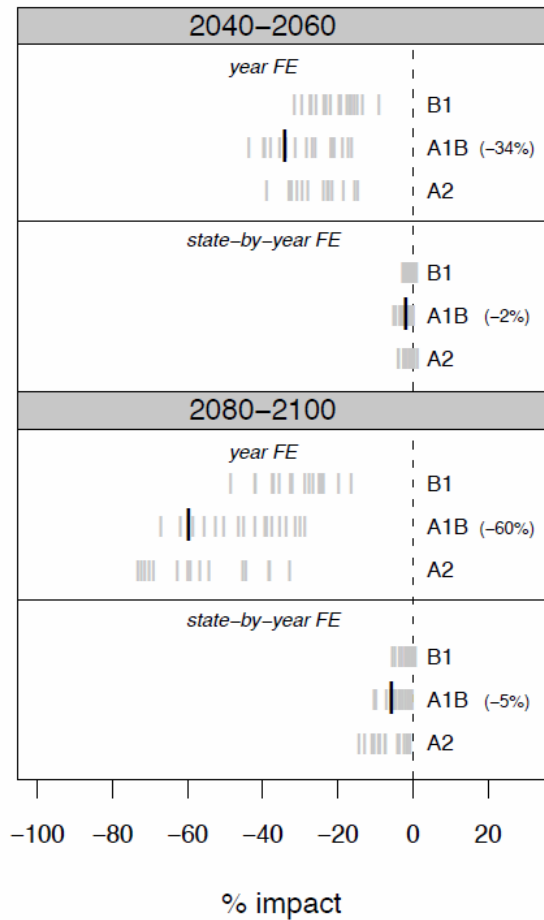 2040−2060
year FE
B1
A1B (−34%)
A2
state−by−year FE
B1
A1B (−2%)
A2
2080−2100
year FE
B1
A1B (−60%)
A2
state−by−year FE
B1
A1B (−5%)
A2
−100 −80 −60 −40 −20 0 20
% impact